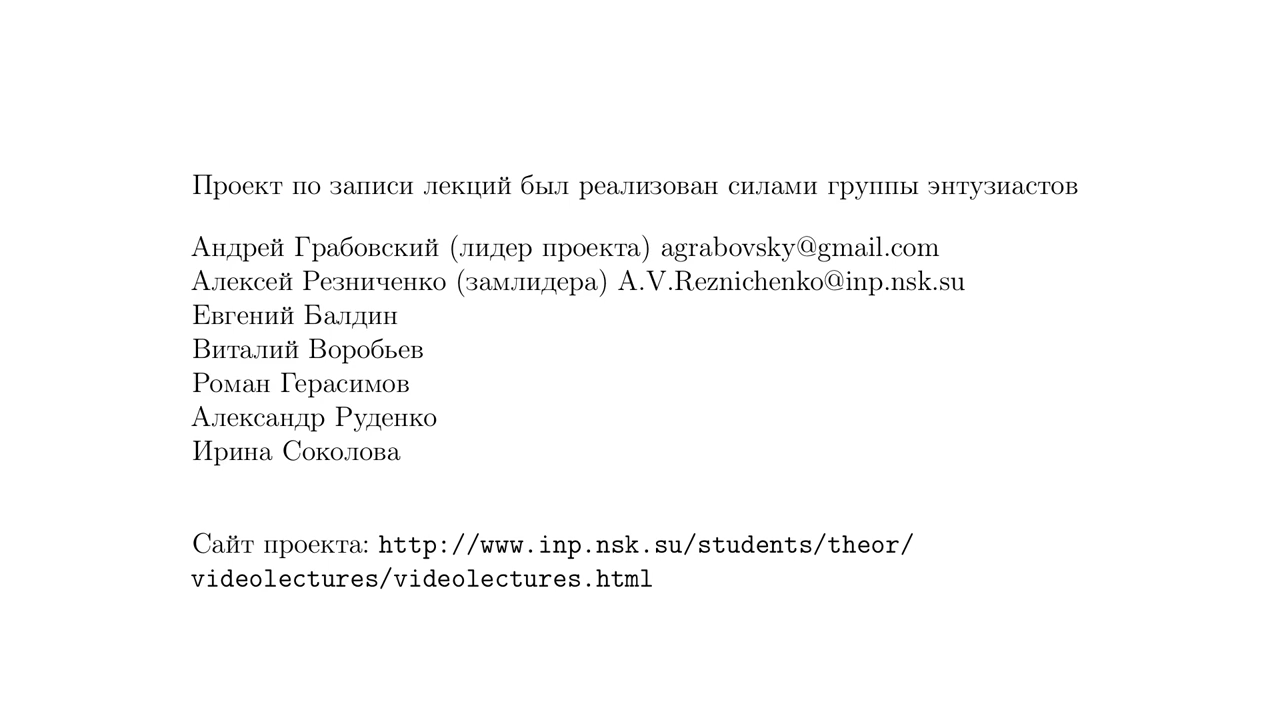 Проект по записи лекций был реализован силами группы энтузиастов
Андрей Грабовский (лидер проекта) agrabovsky@gmail.com
Алексей Резниченко (замлидера) A.V.Reznichenko@inp.nsk.su
Евгений Балдин
Виталий Воробьев
Роман Герасимов
Александр Руденко
Ирина Соколова
Сайт проекта: http://www.inp.nsk.su/students/theor/
videolectures/videolectures.html